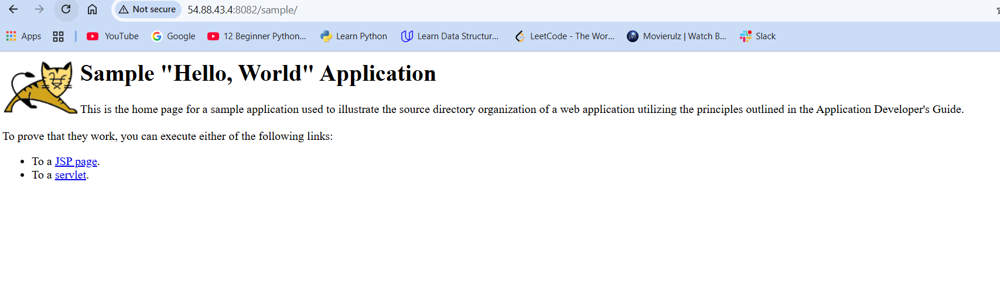 Not secure 54.88.43.4:8082/sample/
Apps YouTube Google 12 Beginner Python... Learn Python Learn Data Structur... LeetCode - The Wor... Movierulz | Watch B... Slack
Sample "Hello, World" Application
This is the home page for a sample application used to illustrate the source directory organization of a web application utilizing the principles outlined in the Application Developer's Guide.
To prove that they work, you can execute either of the following links:
• To a JSP page.
• To a servlet.